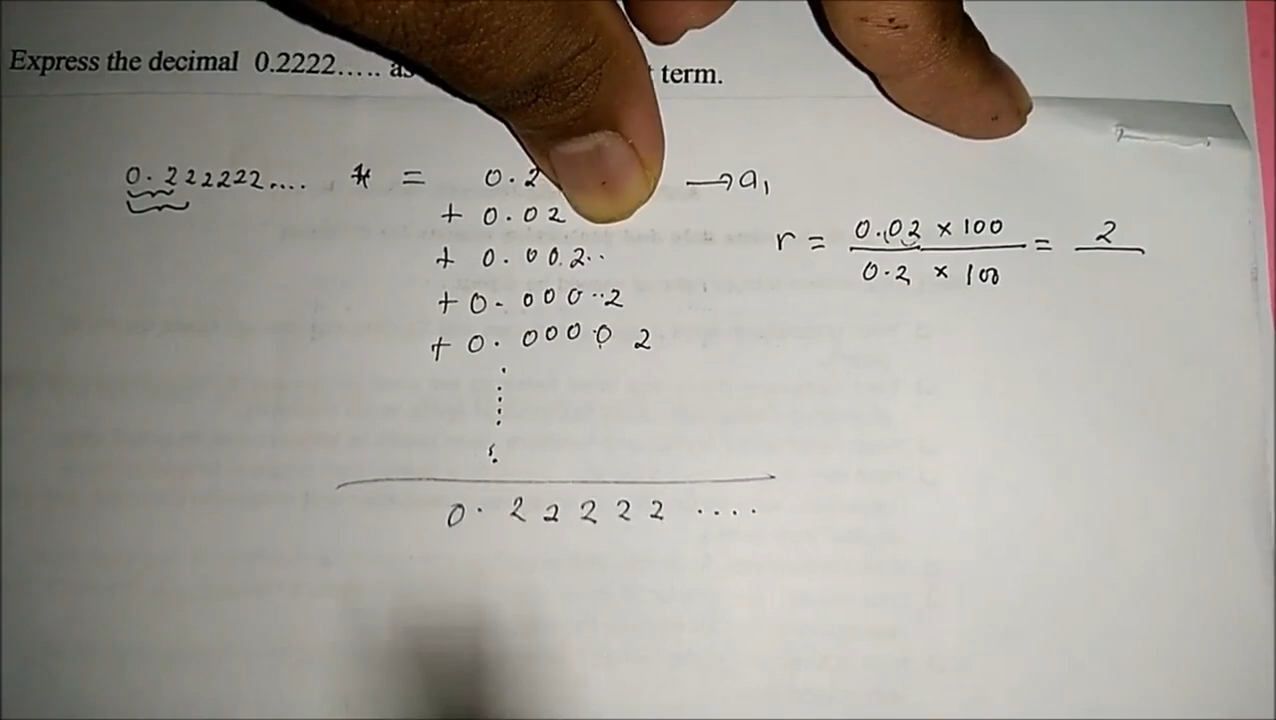 Express the decimal 0.2222..... as term.
0.222222.... = 0.2 → a₁
+ 0.02
+ 0.002..
+ 0.000..2
+ 0.0000 2
r = 0.02 × 100 / 0.2 × 100 = 2
0.22222 ....